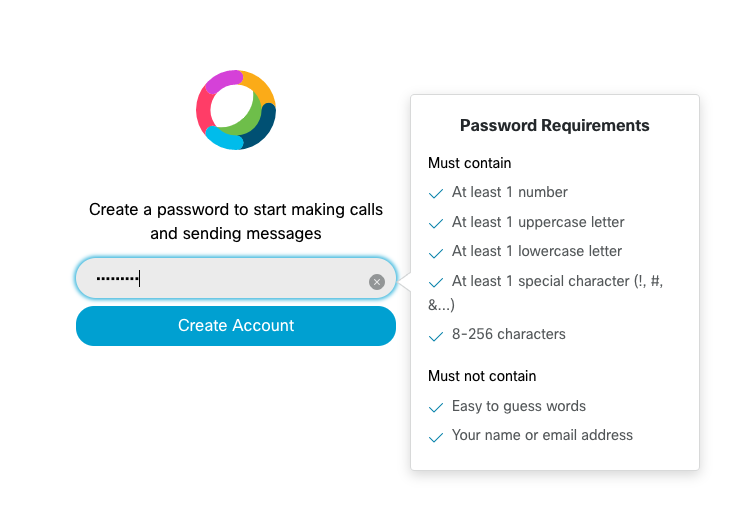 Create a password to start making calls
and sending messages
Create Account
Password Requirements
Must contain
At least 1 number
At least 1 uppercase letter
At least 1 lowercase letter
At least 1 special character (!, #,
&...)
8-256 characters
Must not contain
Easy to guess words
Your name or email address